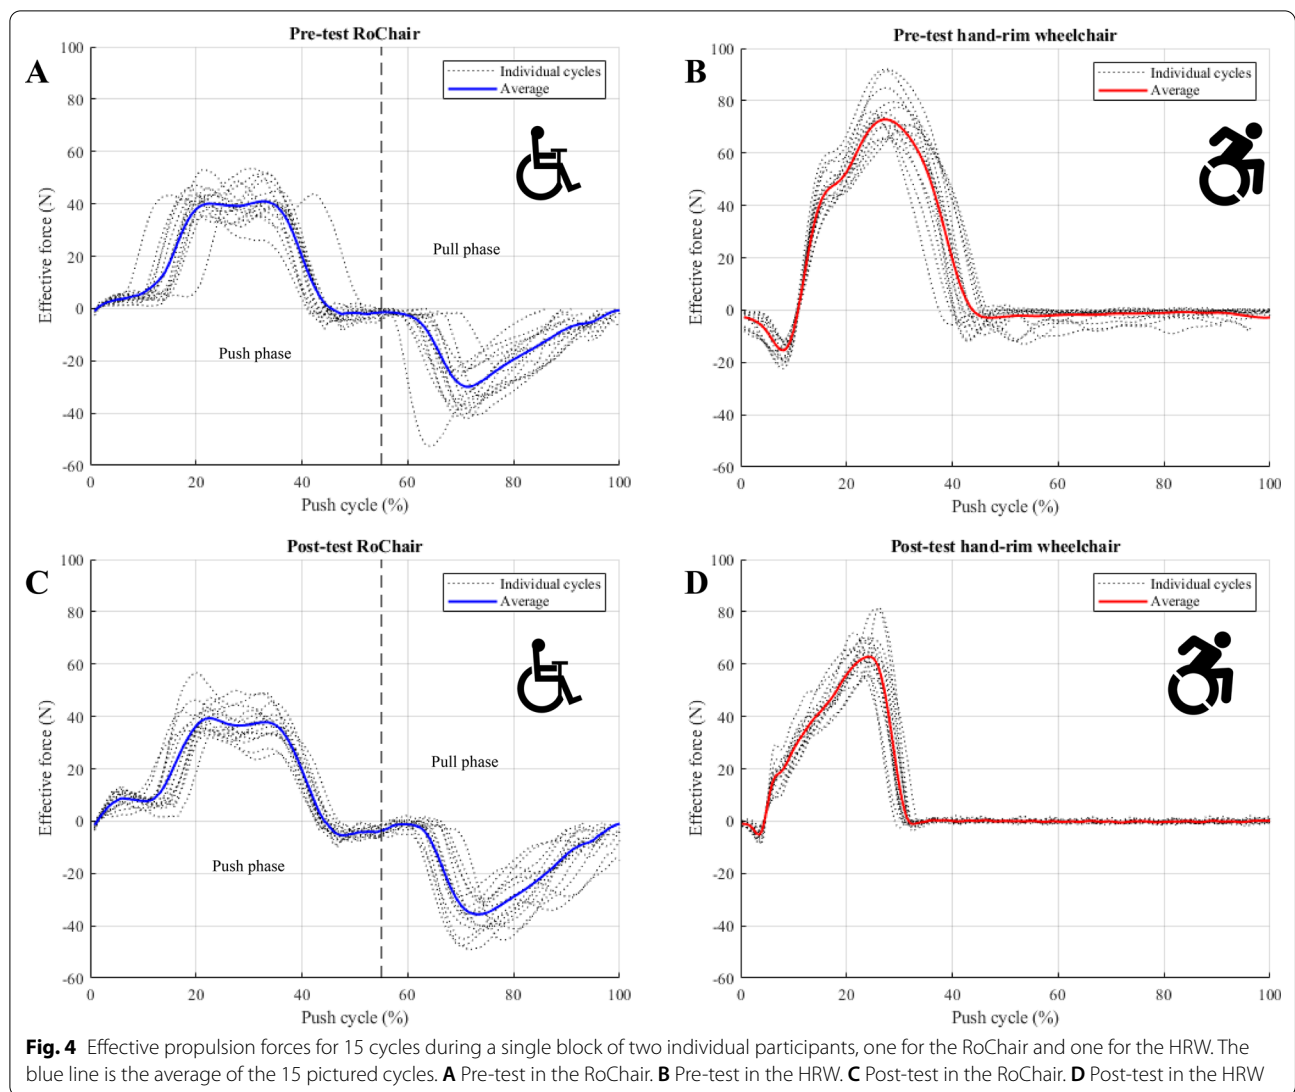 Pre-test RoChair
A
Individual cycles
Average
Pull phase
Push phase
Effective force (N)
100
80
60
40
20
0
-20
-40
-60
0 20 40 60 80 100
Push cycle (%)
Pre-test hand-rim wheelchair
B
Individual cycles
Average
Effective force (N)
100
80
60
40
20
0
-20
-40
-60
0 20 40 60 80 100
Push cycle (%)
Post-test RoChair
C
Individual cycles
Average
Pull phase
Push phase
Effective force (N)
100
80
60
40
20
0
-20
-40
-60
0 20 40 60 80 100
Push cycle (%)
Post-test hand-rim wheelchair
D
Individual cycles
Average
Effective force (N)
100
80
60
40
20
0
-20
-40
-60
0 20 40 60 80 100
Push cycle (%)
Fig. 4 Effective propulsion forces for 15 cycles during a single block of two individual participants, one for the RoChair and one for the HRW. The
blue line is the average of the 15 pictured cycles. A Pre-test in the RoChair. B Pre-test in the HRW. C Post-test in the RoChair. D Post-test in the HRW